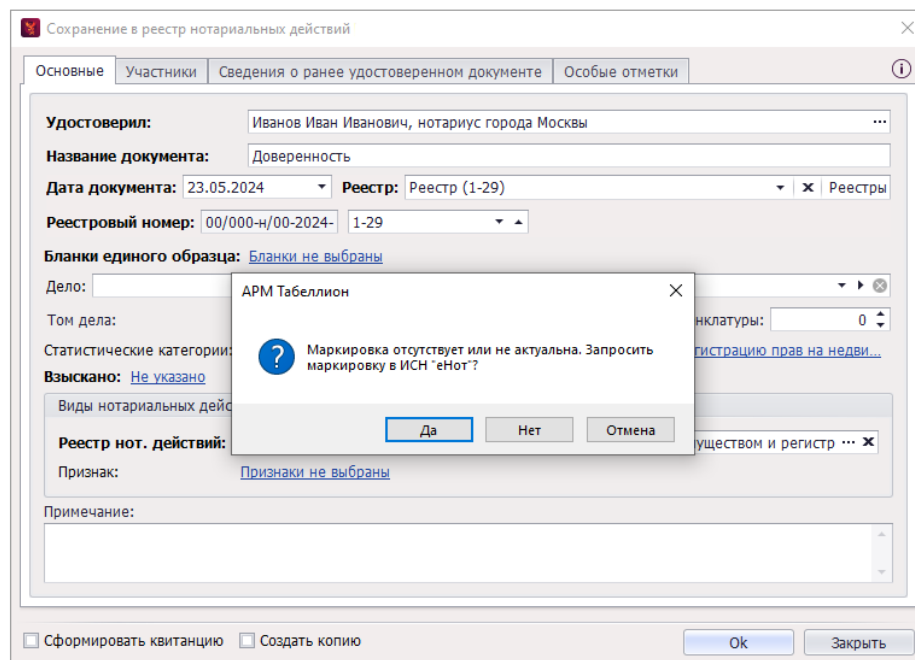 Сохранение в реестр нотариальных действий
Основные Участники Сведения о ранее удостоверенном документе Особые отметки
Удостоверил: Иванов Иван Иванович, нотариус города Москвы ...
Название документа: Доверенность
Дата документа: 23.05.2024 Реестр: Реестр (1-29) Реестры
Реестровый номер: 00/000-н/00-2024- 1-29
Бланки единого образца: Бланки не выбраны
Дело:
АРМ Табеллион
Том дела: нклатуры: 0
Маркировка отсутствует или не актуальна. Запросить
маркировку в ИСН "еНот"?
Статистические категории: гистрацию прав на недви...
Взыскано: Не указано
Виды нотариальных дейс
Да Нет Отмена
Реестр нот. действий: уществом и регистр ...
Признак: Признаки не выбраны
Примечание:
Сформировать квитанцию Создать копию Ok Закрыть